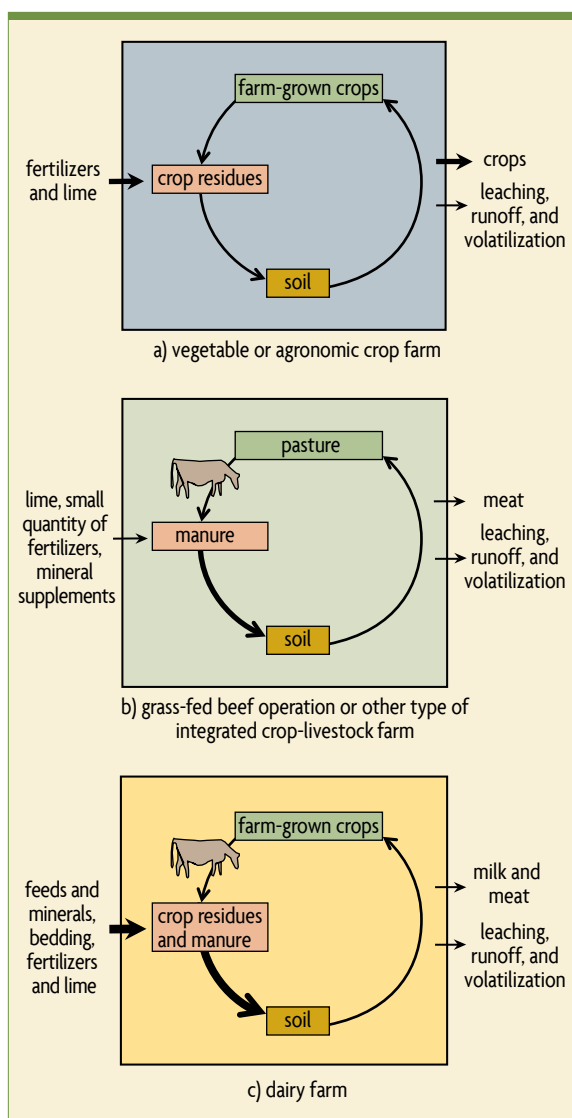 farm-grown crops
fertilizers
and lime
crop residues
crops
leaching,
runoff, and
volatilization
soil
a) vegetable or agronomic crop farm
pasture
lime, small
quantity of
fertilizers,
mineral
supplements
manure
meat
leaching,
runoff, and
volatilization
soil
b) grass-fed beef operation or other type of
integrated crop-livestock farm
farm-grown crops
feeds and
minerals,
bedding,
fertilizers
and lime
crop residues
and manure
milk and
meat
leaching,
runoff, and
volatilization
soil
c) dairy farm